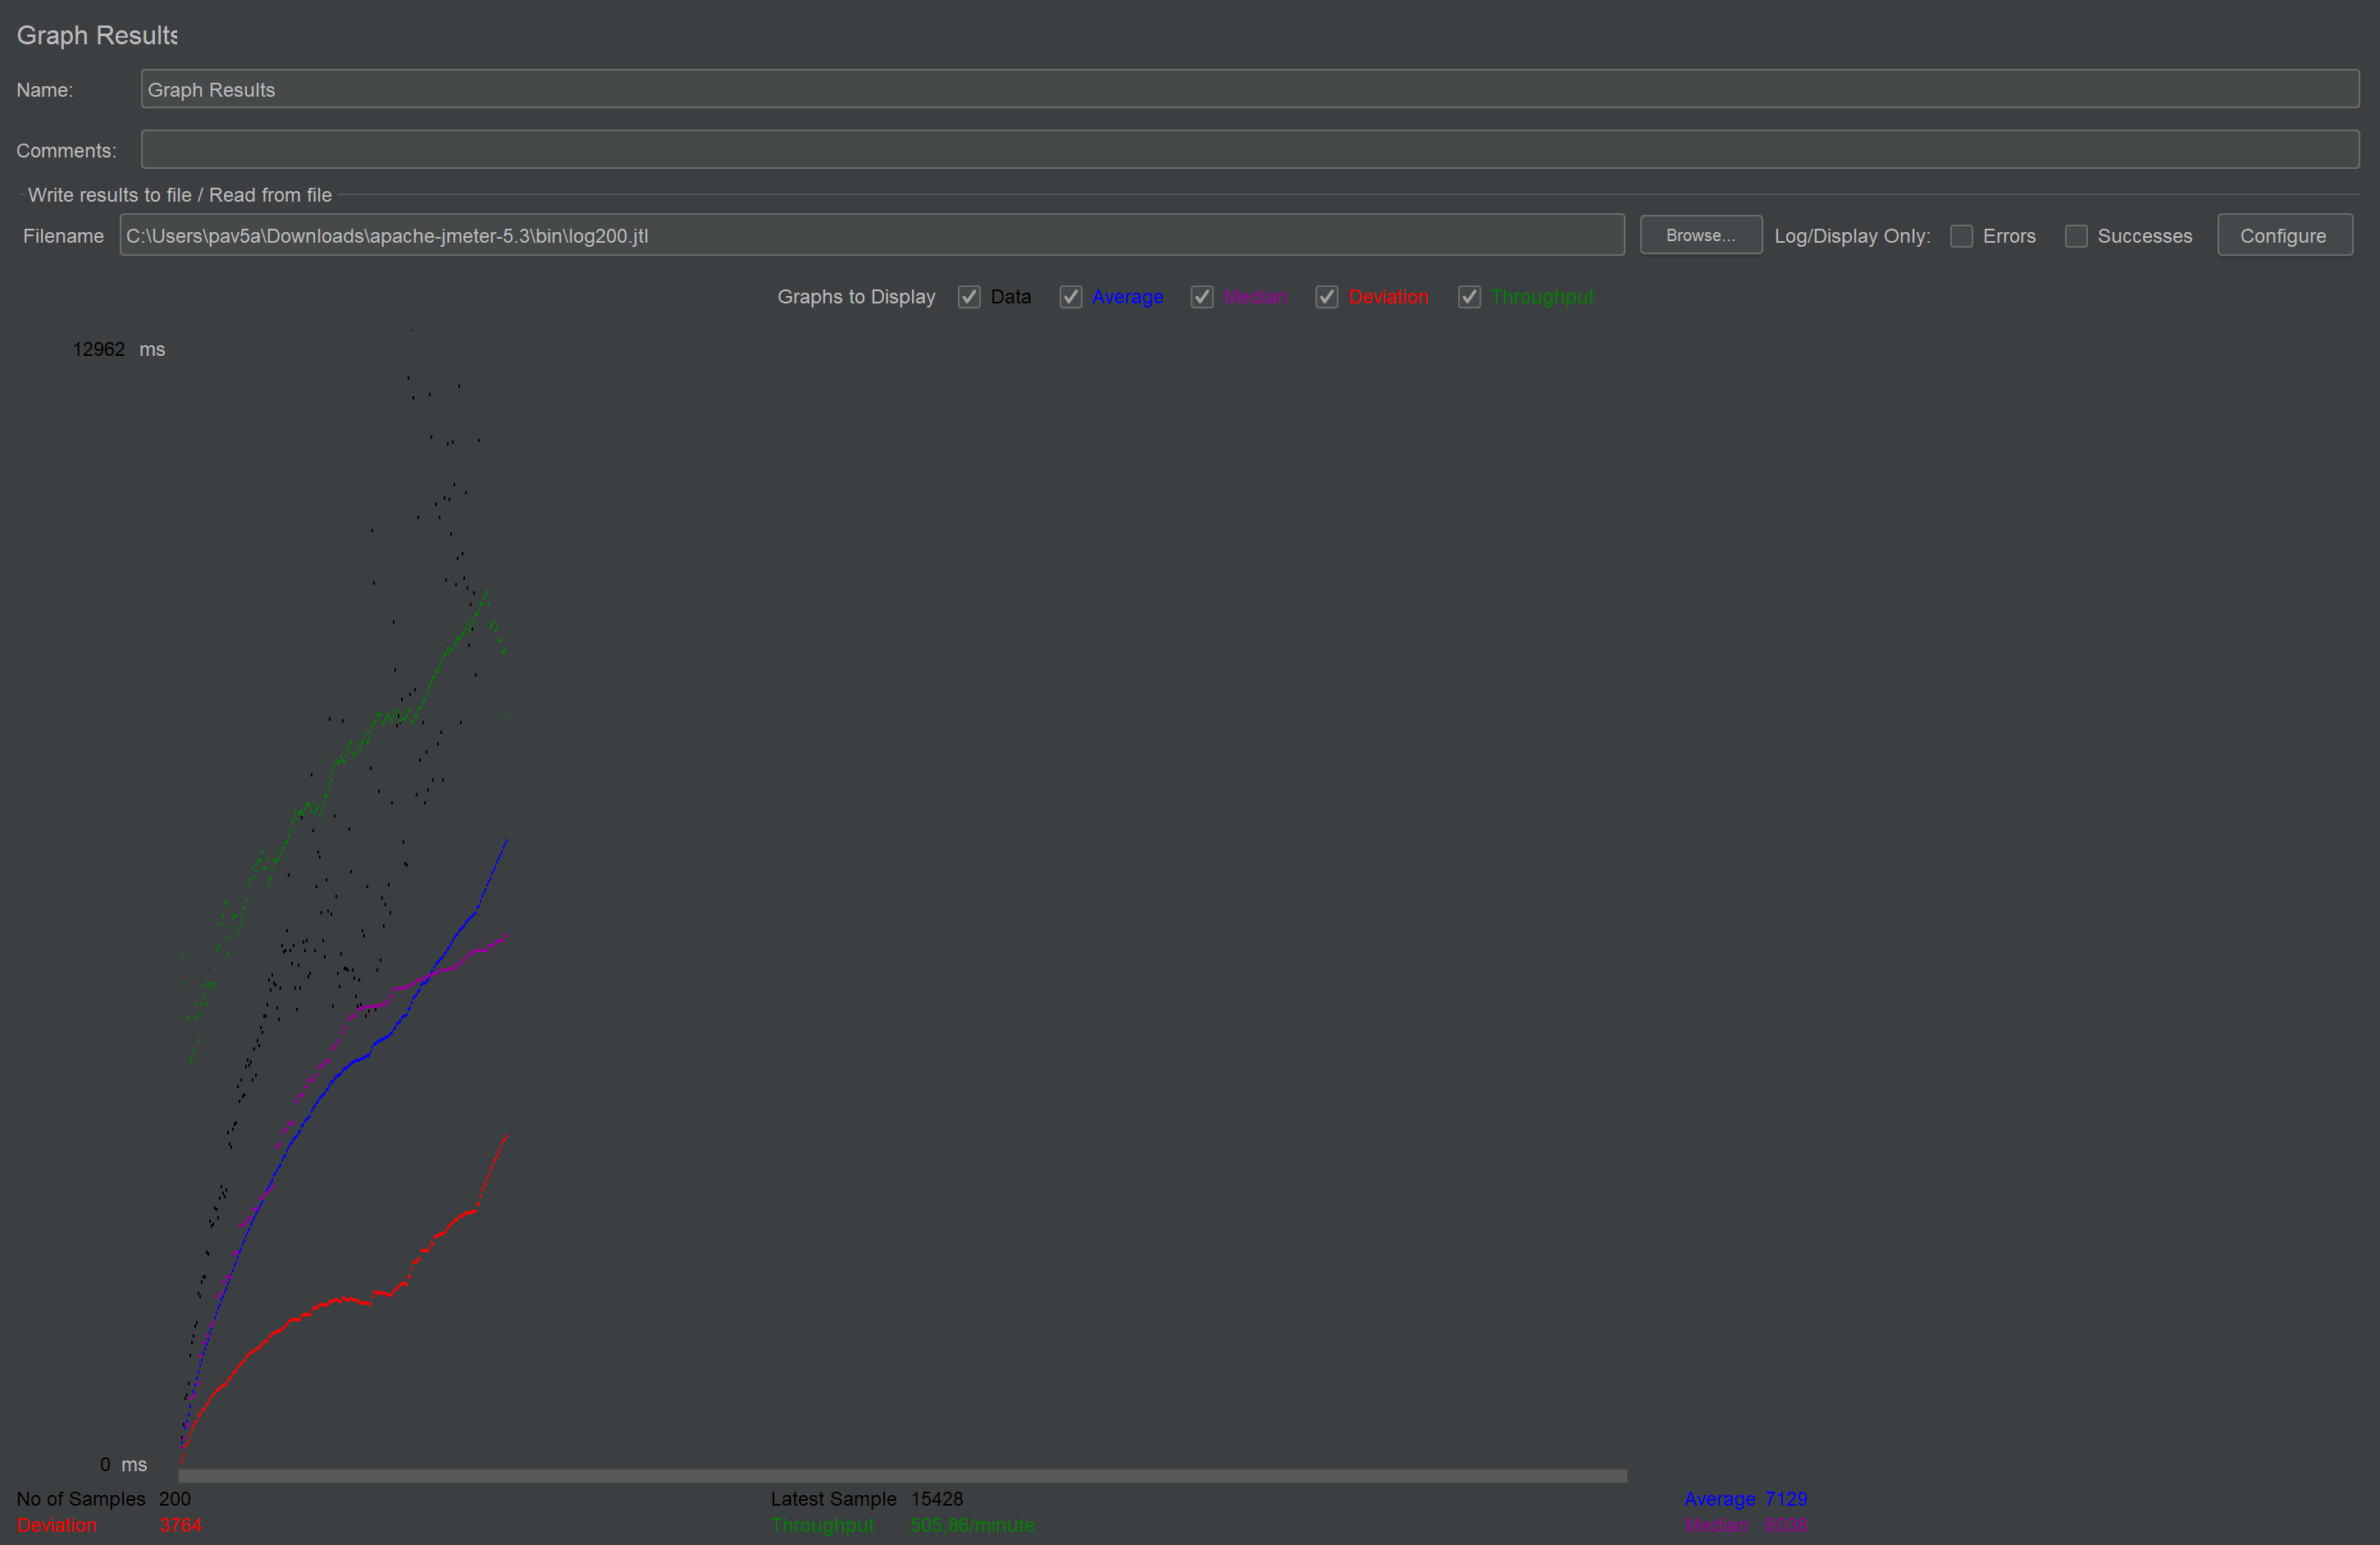 Graph Results
Name: Graph Results
Comments:
Write results to file / Read from file
Filename C:\Users\pav5a\Downloads\apache-jmeter-5.3\bin\log200.jtl Browse... Log/Display Only: Errors Successes Configure
Graphs to Display Data Average Median Deviation Throughput
12962 ms
0 ms
No of Samples 200 Latest Sample 15428 Average 7129
Deviation 3764 Throughput 505,86/minute Median 6038